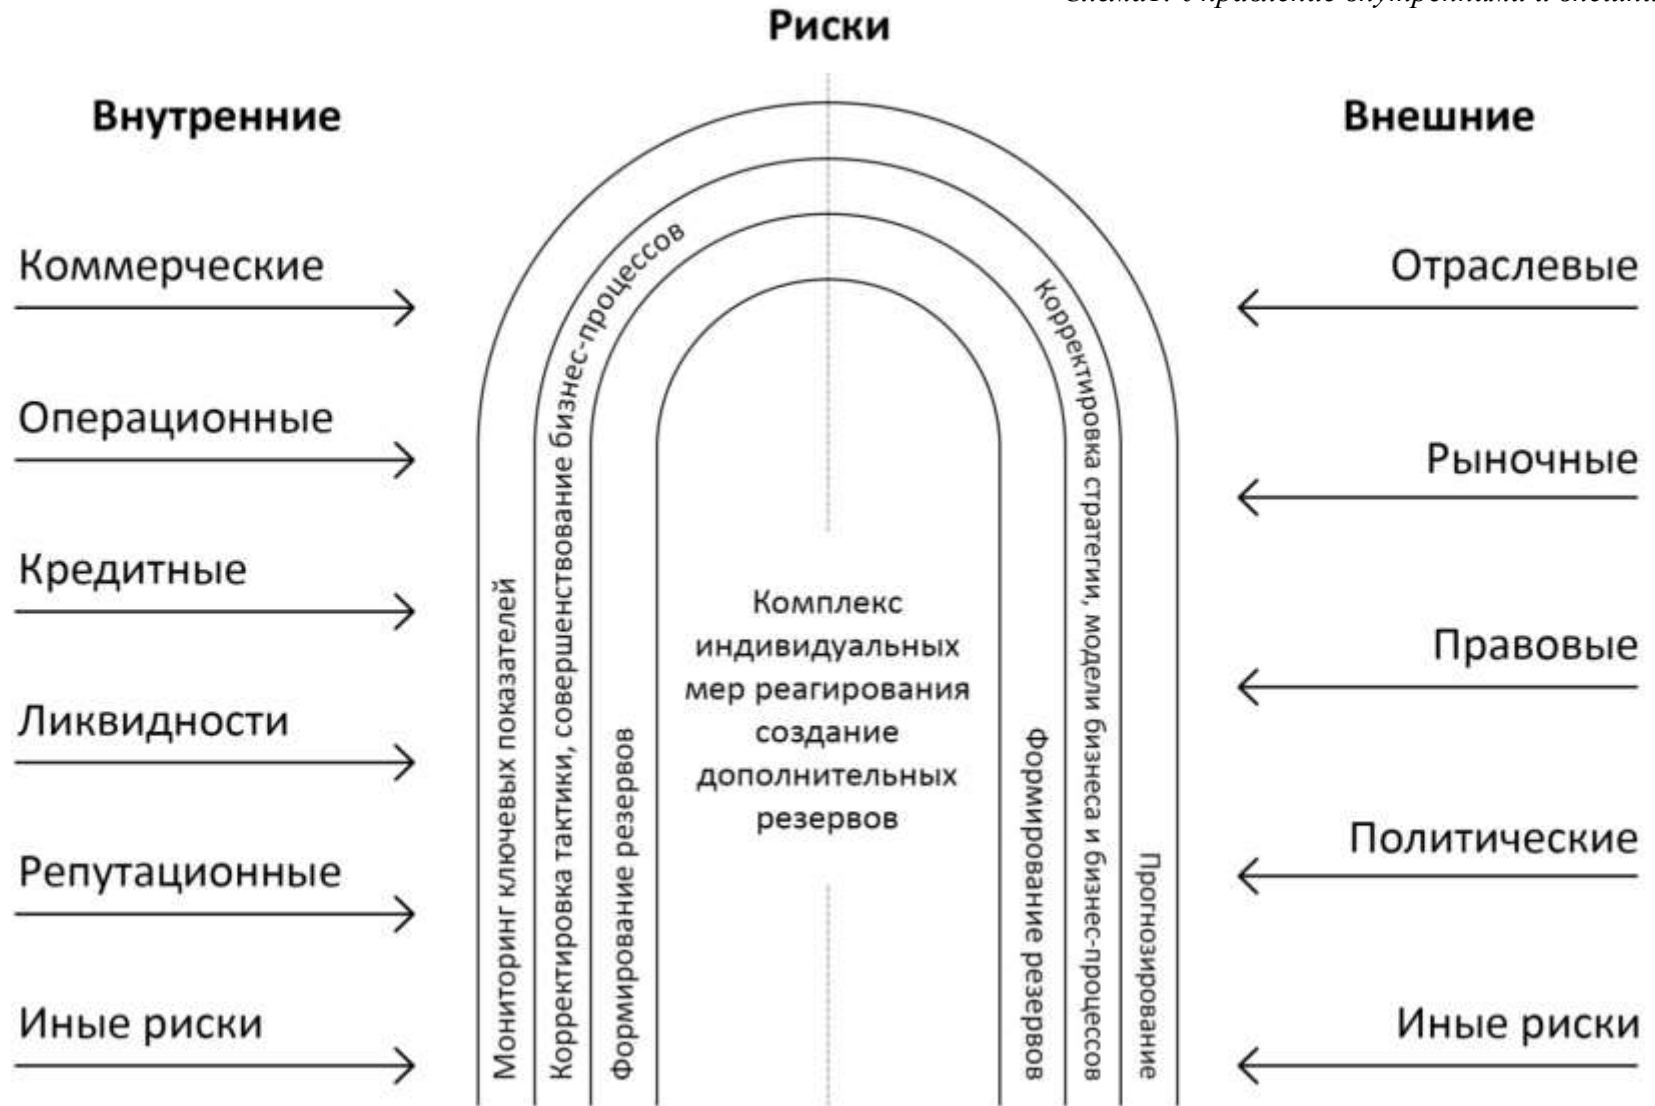 Риски
Внутренние
Внешние
Коммерческие
Операционные
Кредитные
Ликвидности
Репутационные
Иные риски
Мониторинг ключевых показателей
Корректировка тактики, совершенствование бизнес-процессов
Формирование резервов
Комплекс
индивидуальных
мер реагирования
создание
дополнительных
резервов
Формирование резервов
Корректировка стратегии, модели бизнеса и бизнес-процессов
Прогнозирование
Отраслевые
Рыночные
Правовые
Политические
Иные риски